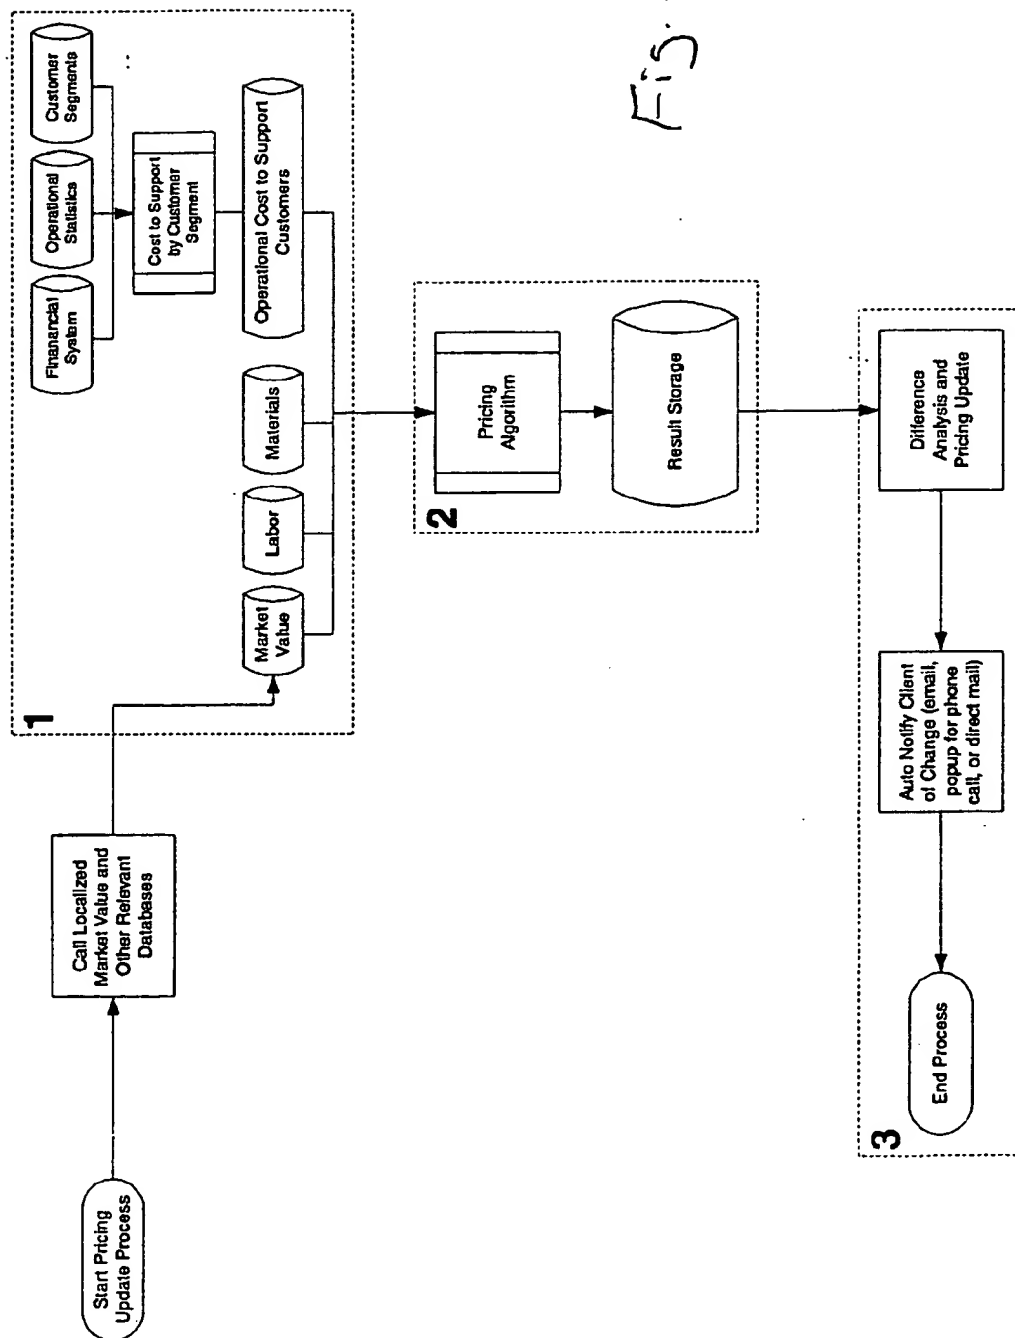 Start Pricing
Update Process
Call Localized
Market Value and
Other Relevant
Databases
1
Finanancial
System
Operational
Statistics
Customer
Segments
Cost to Support
by Customer
Segment
Market
Value
Labor
Materials
Operational Cost to Support
Customers
2
Pricing
Algorithm
Result Storage
3
Difference
Analysis and
Pricing Update
Auto Notify Client
of Change (email,
popup for phone
call, or direct mail)
End Process
Fig.